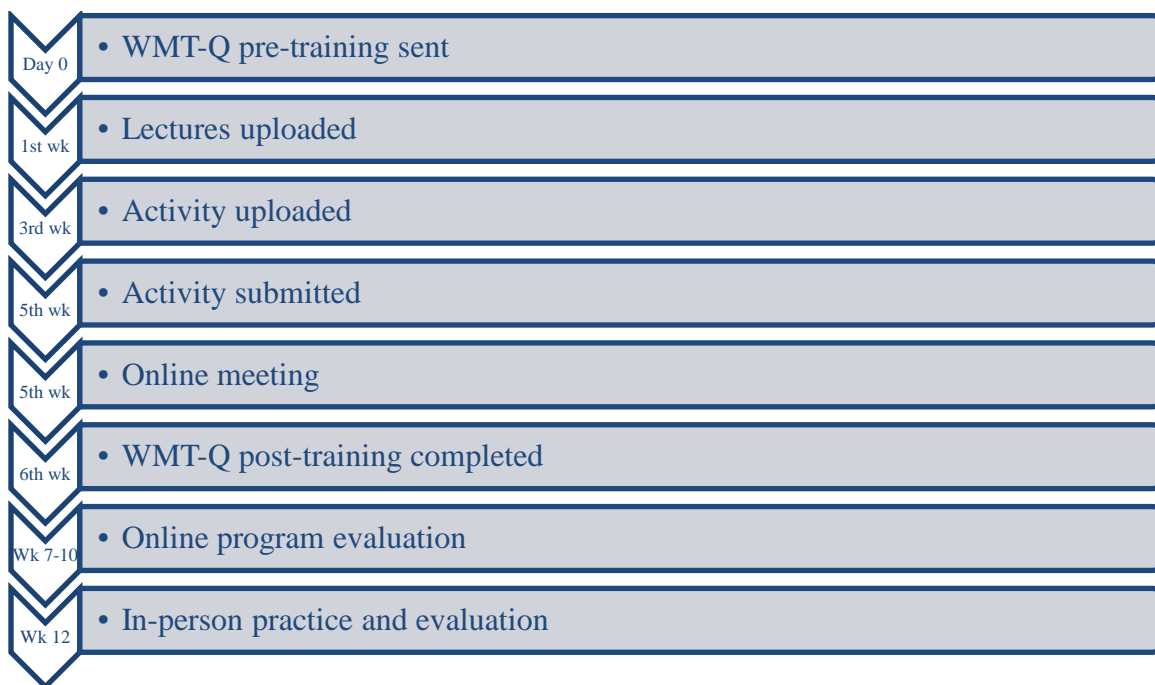 Day 0
• WMT-Q pre-training sent
1st wk
• Lectures uploaded
3rd wk
• Activity uploaded
5th wk
• Activity submitted
5th wk
• Online meeting
6th wk
• WMT-Q post-training completed
Wk 7-10
• Online program evaluation
Wk 12
• In-person practice and evaluation